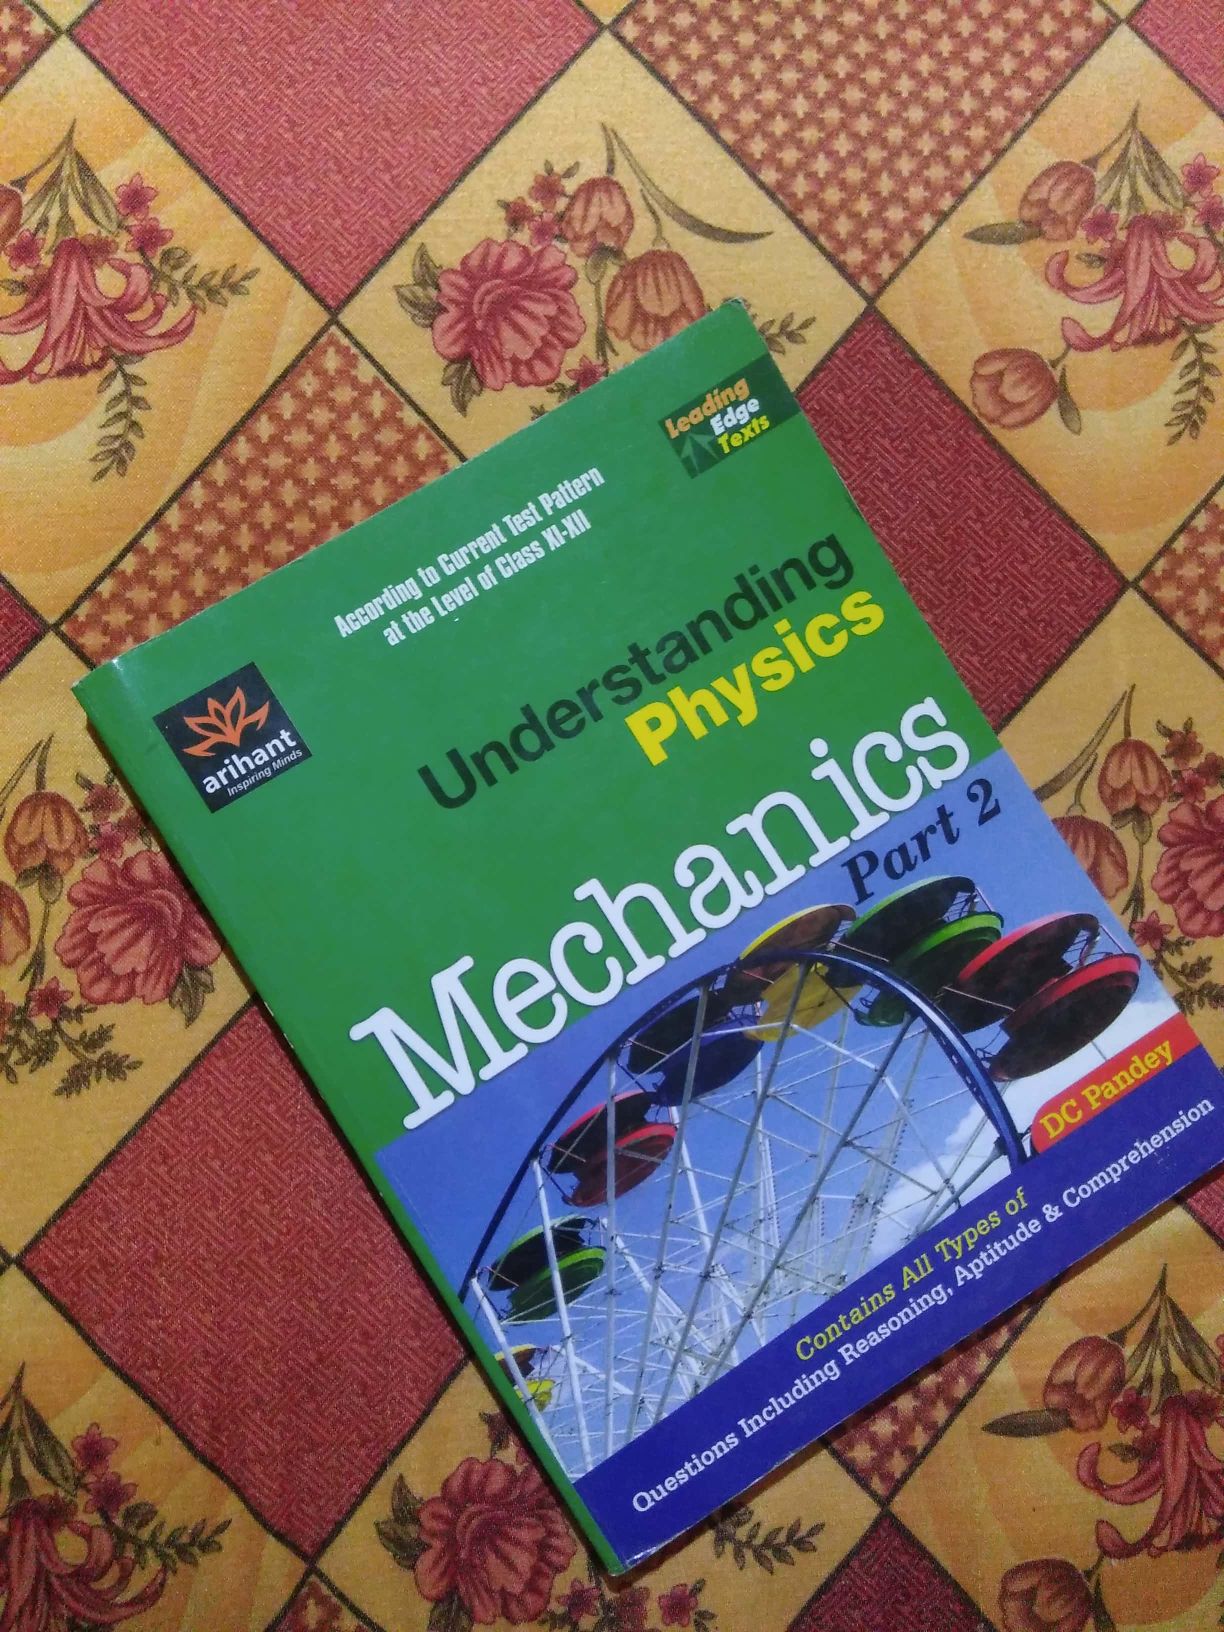 Leading
Edge
Texts
According to Current Test Pattern
at the Level of Class XI-XII
arihant
Inspiring Minds
Understanding
Physics
Mechanics
Part 2
DC Pandey
Contains All Types of
Questions Including Reasoning, Aptitude & Comprehension